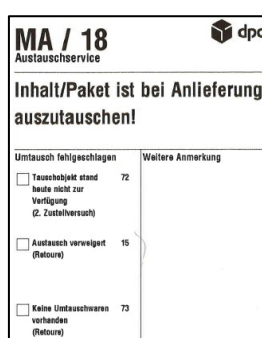 MA / 18
dpd
Austauschservice
Inhalt/Paket ist bei Anlieferung
auszutauschen!
Umtausch fehlgeschlagen
Weitere Anmerkung
Tauschobjekt stand 72
heute nicht zur
Verfügung
(2. Zustellversuch)
Austausch verweigert 15
(Retoure)
Keine Umtauschwaren 73
vorhanden
(Retoure)